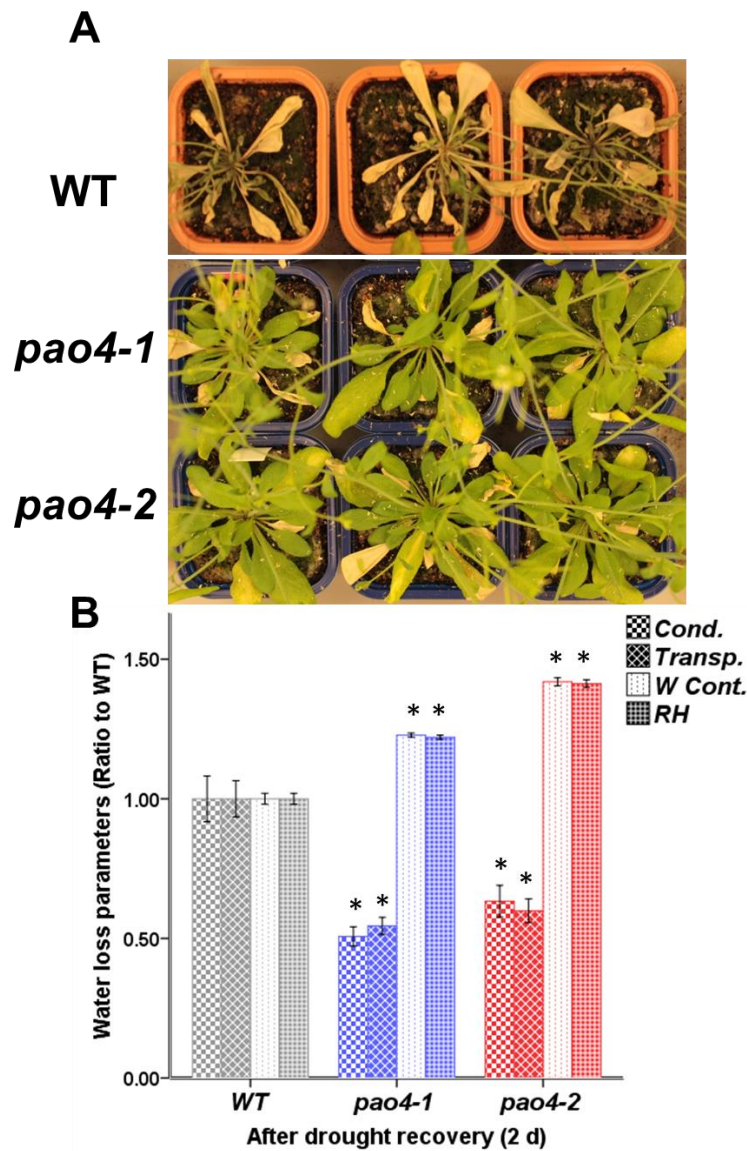 A
WT
pao4-1
pao4-2
B
Water loss parameters (Ratio to WT)
1.50
1.00
0.50
0.00
* *
* *
* *
* *
Cond.
Transp.
W Cont.
RH
WT
pao4-1
pao4-2
After drought recovery (2 d)